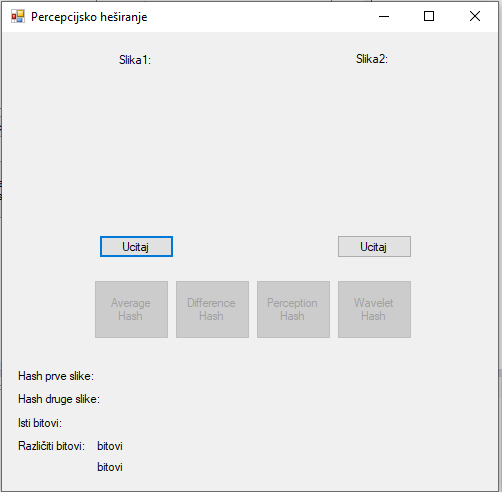 Percepcijsko heširanje
Slika1: Slika2:
Ucitaj Ucitaj
Average Hash
Difference Hash
Perception Hash
Wavelet Hash
Hash prve slike:
Hash druge slike:
Isti bitovi:
Različiti bitovi: bitovi
bitovi